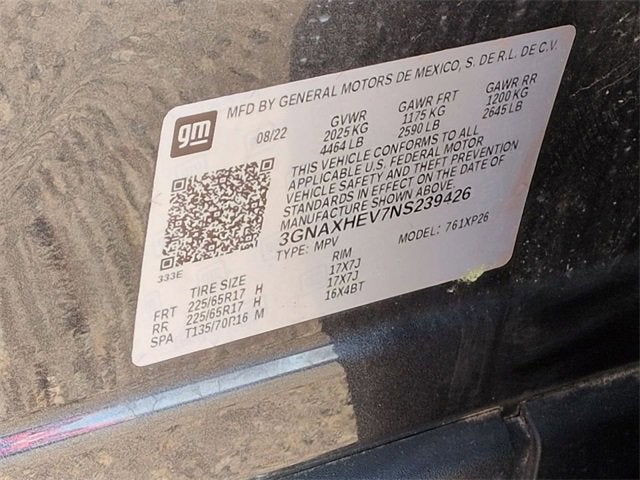 gm
MFD BY GENERAL MOTORS DE MEXICO, S. DE R.L. DE C.V.
08/22 GVWR GAWR FRT GAWR RR
2025 KG 1175 KG 1200 KG
4464 LB 2590 LB 2645 LB
THIS VEHICLE CONFORMS TO ALL
APPLICABLE U.S. FEDERAL MOTOR
VEHICLE SAFETY AND THEFT PREVENTION
STANDARDS IN EFFECT ON THE DATE OF
MANUFACTURE SHOWN ABOVE.
3GNAXHEV7NS239426
TYPE: MPV MODEL: 761XP26
333E
TIRE SIZE RIM
FRT 225/65R17 H 17X7J
RR 225/65R17 H 17X7J
SPA T135/70R16 M 16X4BT